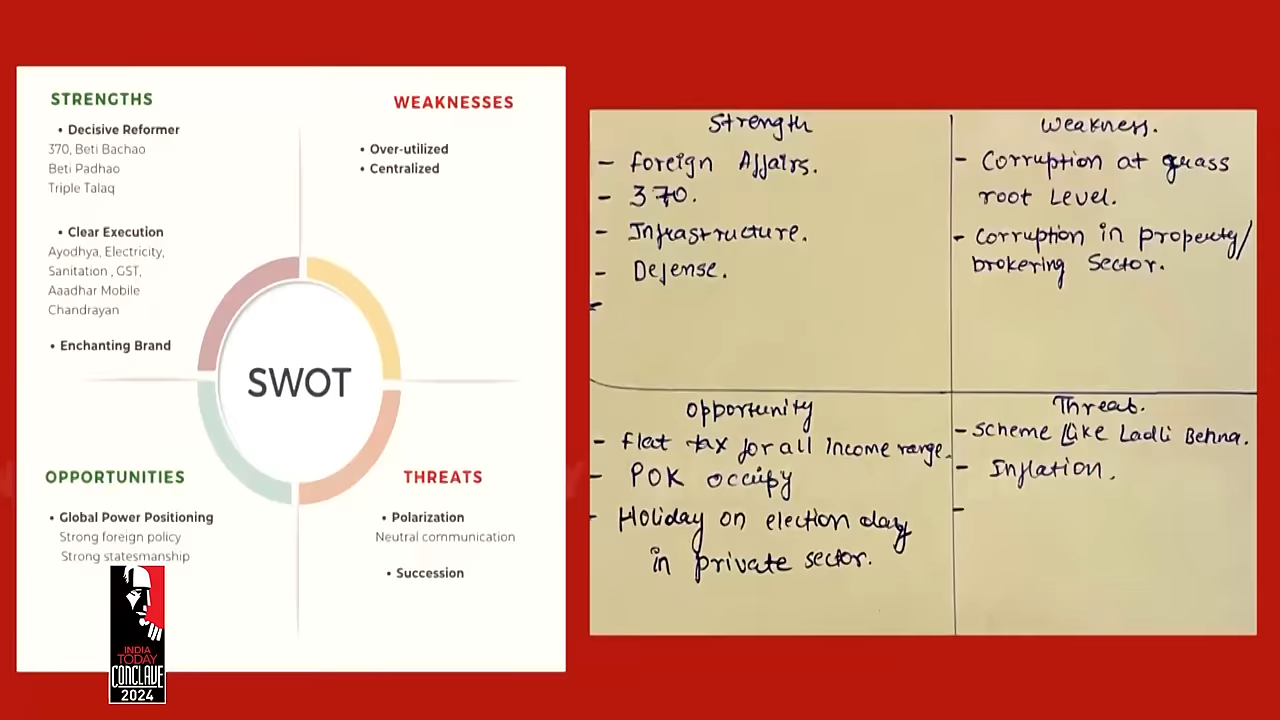 STRENGTHS
• Decisive Reformer
370, Beti Bachao
Beti Padhao
Triple Talaq
• Clear Execution
Ayodhya, Electricity,
Sanitation , GST,
Aaadhar Mobile
Chandrayan
• Enchanting Brand
WEAKNESSES
• Over-utilized
• Centralized
SWOT
OPPORTUNITIES
• Global Power Positioning
Strong foreign policy
Strong statesmanship
THREATS
• Polarization
Neutral communication
• Succession
INDIA
TODAY
CONCLAVE
2024
Strength
- Foreign Affairs.
- 370.
- Infrastructure.
- Defense.
-
Weakness.
- Corruption at grass
root Level.
- Corruption in property/
brokering Sector.
Opportunity
- Flat tax for all income range.
- POK occupy
- Holiday on election day
in private sector.
Threat.
- Scheme Like Ladli Behna.
- Inflation.
-